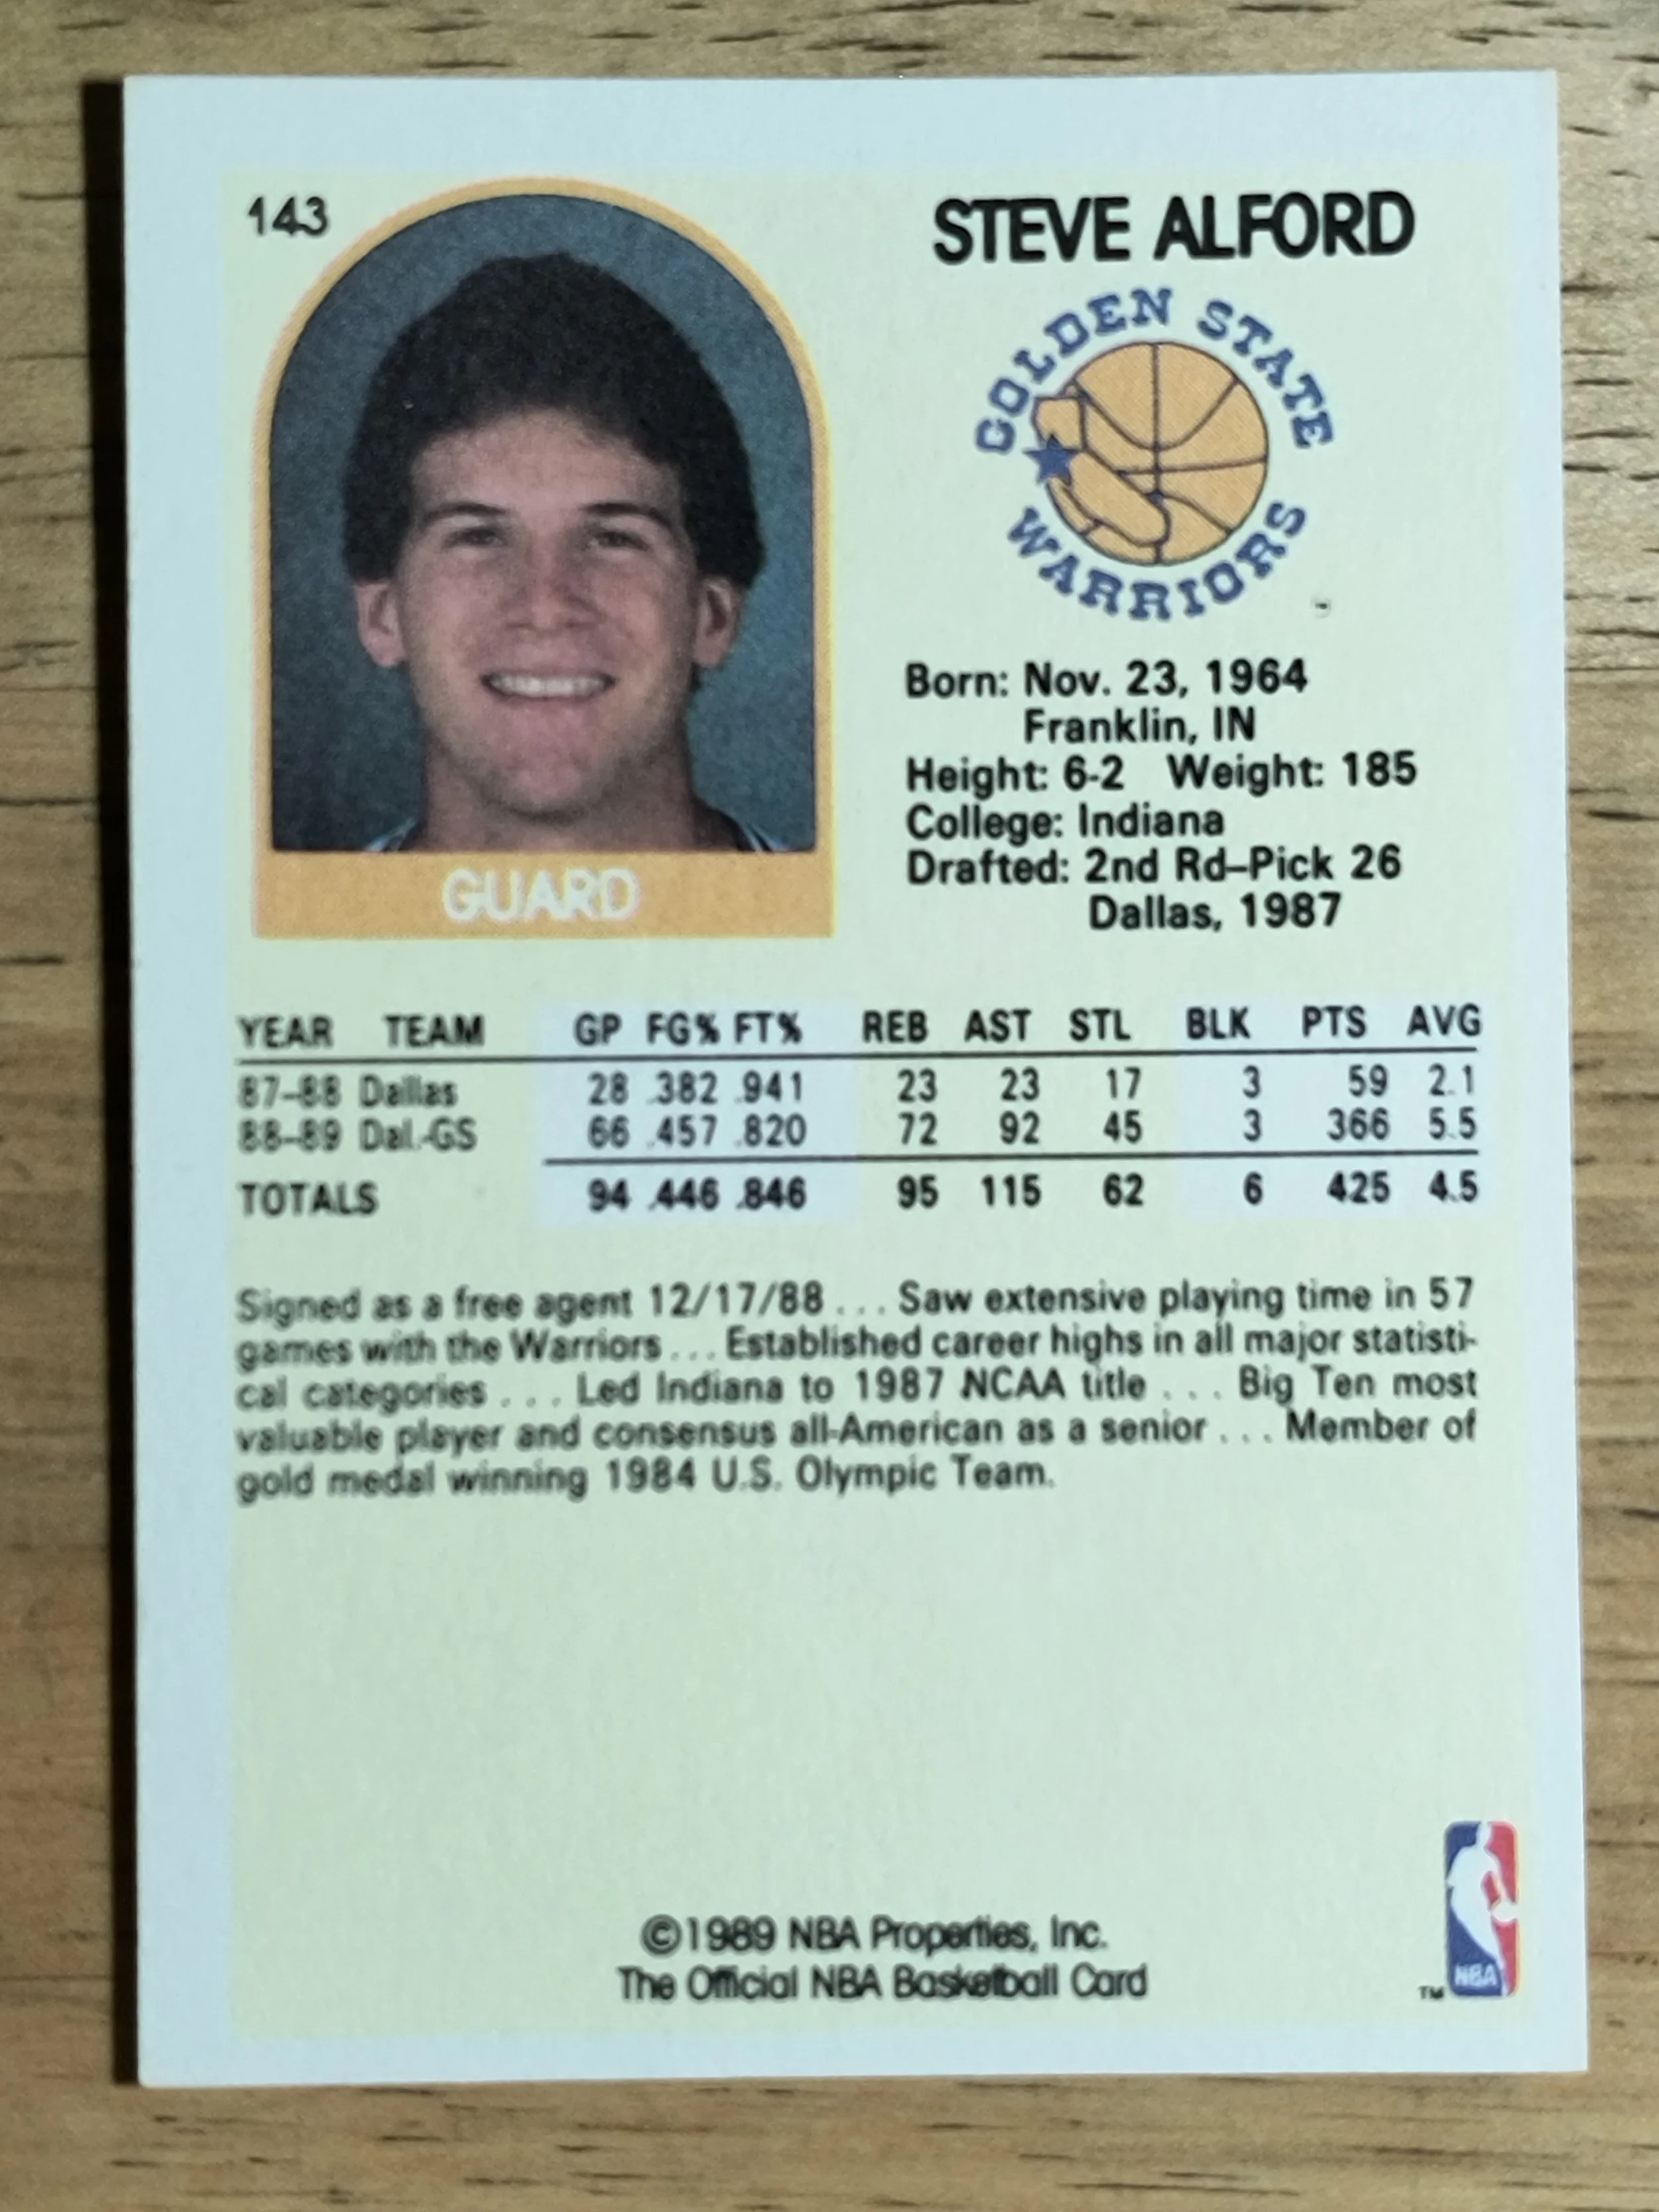 143
STEVE ALFORD
GOLDEN STATE
WARRIORS
Born: Nov. 23, 1964
Franklin, IN
Height: 6-2 Weight: 185
College: Indiana
Drafted: 2nd Rd–Pick 26
Dallas, 1987
GUARD
YEAR TEAM GP FG% FT% REB AST STL BLK PTS AVG
87–88 Dallas 28 .382 .941 23 23 17 3 59 2.1
88–89 Dal.-GS 66 .457 .820 72 92 45 3 366 5.5
TOTALS 94 .446 .846 95 115 62 6 425 4.5
Signed as a free agent 12/17/88 . . . Saw extensive playing time in 57
games with the Warriors . . . Established career highs in all major statisti-
cal categories . . . Led Indiana to 1987 NCAA title . . . Big Ten most
valuable player and consensus all-American as a senior . . . Member of
gold medal winning 1984 U.S. Olympic Team.
©1989 NBA Properties, Inc.
The Official NBA Basketball Card
TM NBA